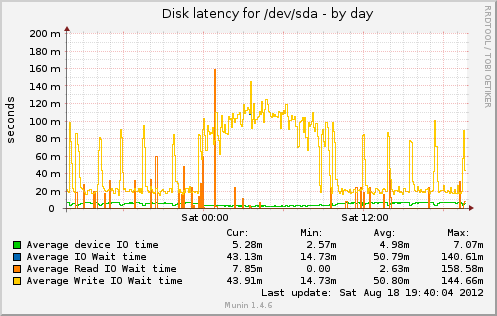 Disk latency for /dev/sda - by day
RRDTOOL / TOBI OETIKER
seconds
200 m
180 m
160 m
140 m
120 m
100 m
80 m
60 m
40 m
20 m
0
Sat 00:00 Sat 12:00
Cur: Min: Avg: Max:
Average device IO time 5.28m 2.57m 4.98m 7.07m
Average IO Wait time 43.13m 14.73m 50.79m 140.61m
Average Read IO Wait time 7.85m 0.00 2.63m 158.58m
Average Write IO Wait time 43.91m 14.73m 50.80m 144.66m
Last update: Sat Aug 18 19:40:04 2012
Munin 1.4.6